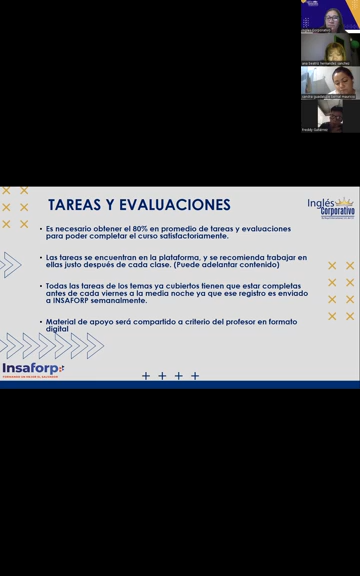 TAREAS Y EVALUACIONES
Inglés
Corporativo
• Es necesario obtener el 80% en promedio de tareas y evaluaciones
para poder completar el curso satisfactoriamente.
• Las tareas se encuentran en la plataforma, y se recomienda trabajar en
ellas justo después de cada clase. (Puede adelantar contenido)
• Todas las tareas de los temas ya cubiertos tienen que estar completas
antes de cada viernes a la media noche ya que ese registro es enviado
a INSAFORP semanalmente.
• Material de apoyo será compartido a criterio del profesor en formato
digital
Insaforp